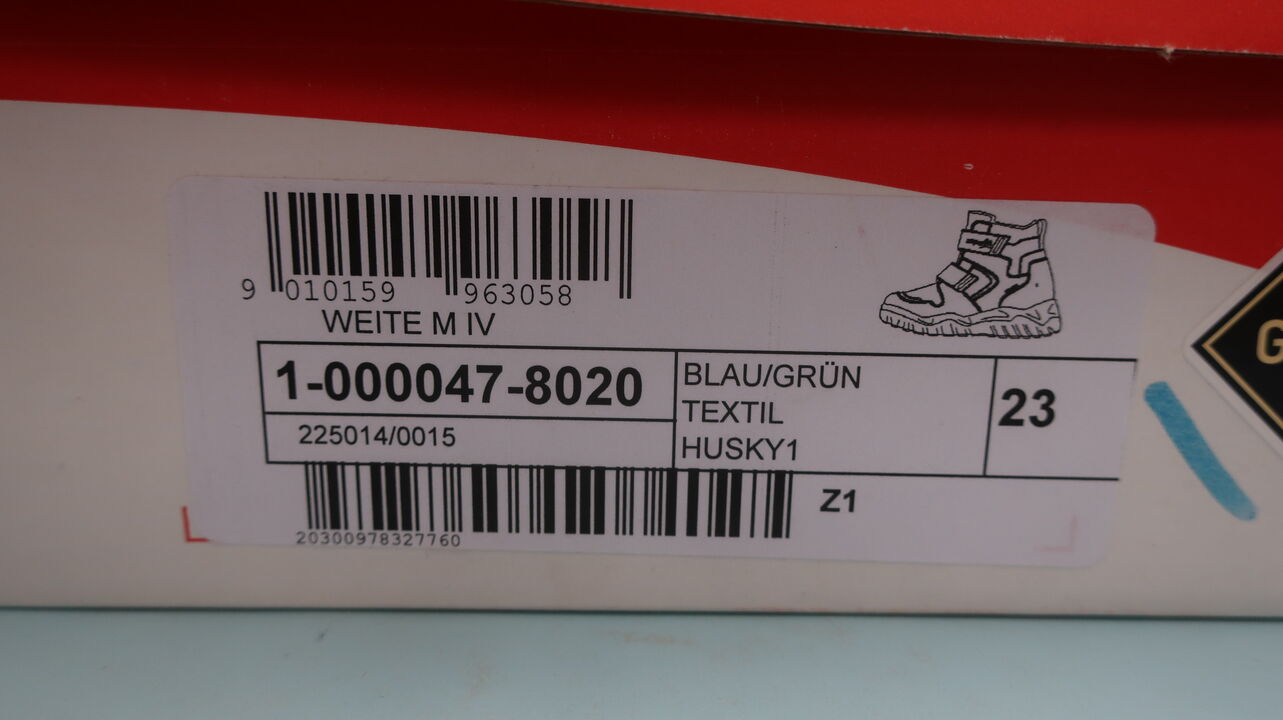 9 010159 963058
WEITE M IV
1-000047-8020
225014/0015
BLAU/GRÜN
TEXTIL
HUSKY1
23
20300978327760
Z1
G